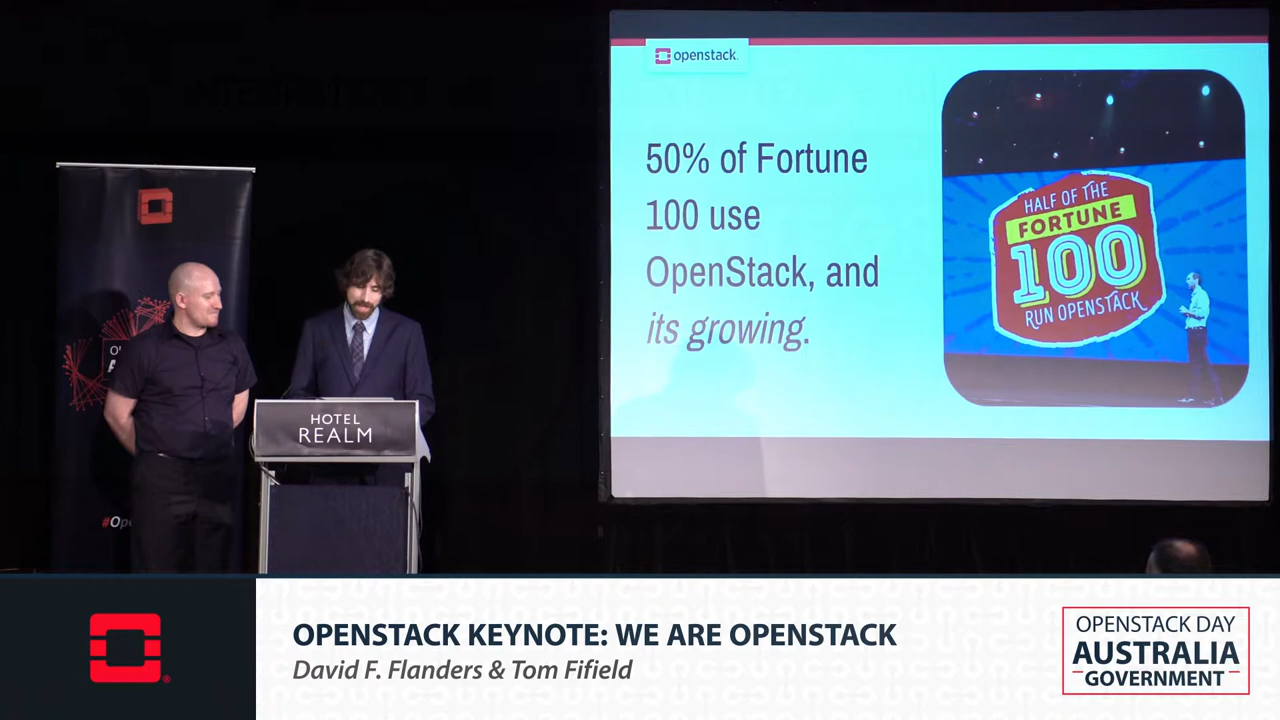 openstack.
50% of Fortune
100 use
OpenStack, and
its growing.
HALF OF THE
FORTUNE
100
RUN OPENSTACK
HOTEL
REALM
#Op
OPENSTACK KEYNOTE: WE ARE OPENSTACK
David F. Flanders & Tom Fifield
OPENSTACK DAY
AUSTRALIA
GOVERNMENT